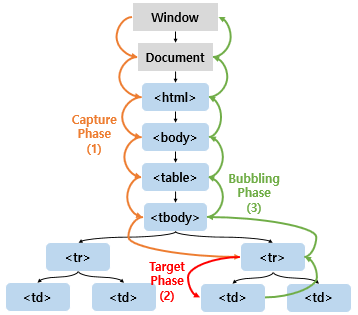 Window
Document
<html>
Capture
Phase
(1)
<body>
<table>
Bubbling
Phase
(3)
<tbody>
<tr>
<tr>
Target
Phase
(2)
<td>
<td>
<td>
<td>